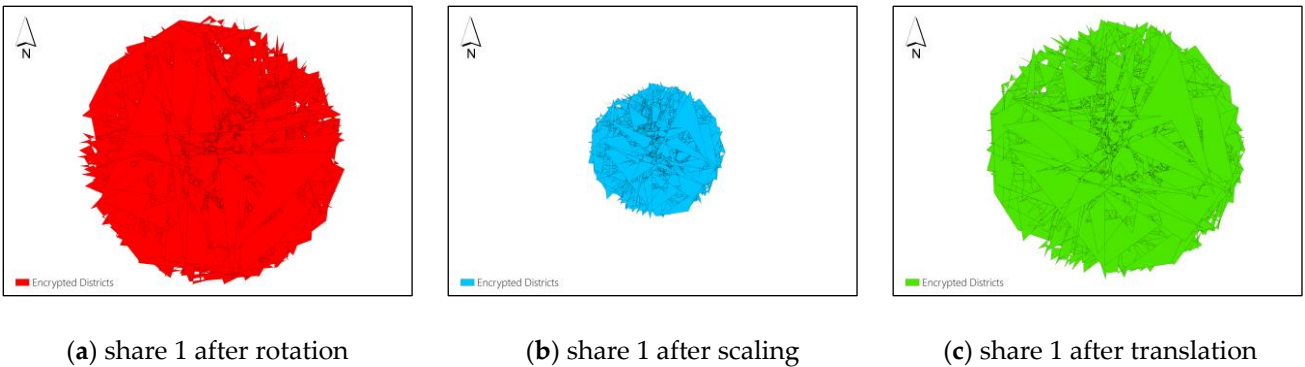 N
Encrypted Districts
N
Encrypted Districts
N
Encrypted Districts
(a) share 1 after rotation
(b) share 1 after scaling
(c) share 1 after translation